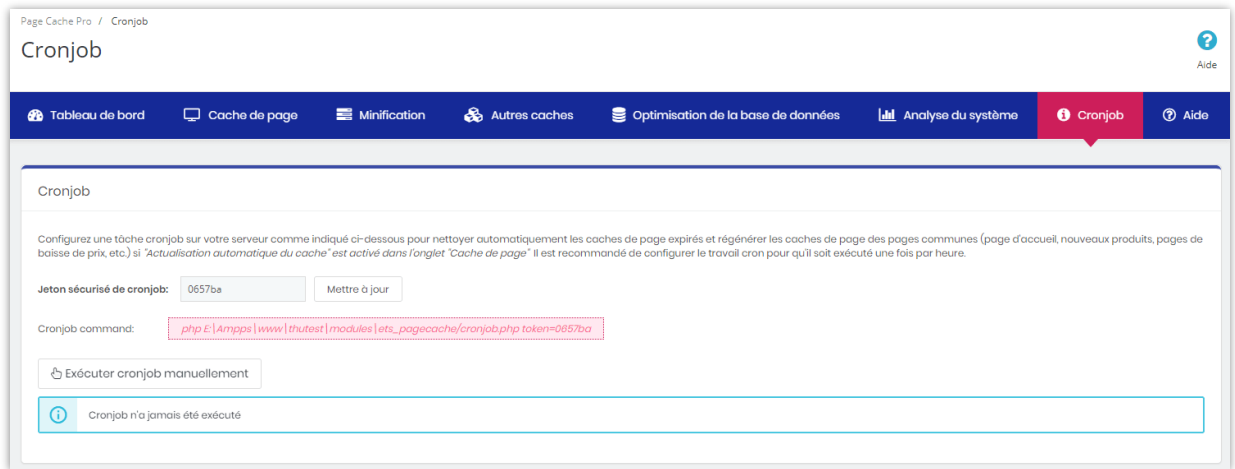 Page Cache Pro / Cronjob
Cronjob
Aide
Tableau de bord
Cache de page
Minification
Autres caches
Optimisation de la base de données
Analyse du système
Cronjob
Aide
Cronjob
Configurez une tâche cronjob sur votre serveur comme indiqué ci-dessous pour nettoyer automatiquement les caches de page expirés et régénérer les caches de page des pages communes (page d'accueil, nouveaux produits, pages de
baisse de prix, etc.) si "Actualisation automatique du cache" est activé dans l'onglet "Cache de page" Il est recommandé de configurer le travail cron pour qu'il soit exécuté une fois par heure.
Jeton sécurisé de cronjob: 0657ba Mettre à jour
Cronjob command: php E:\Ampps\www\thutest\modules\ets_pagecache/cronjob.php token=0657ba
Exécuter cronjob manuellement
Cronjob n'a jamais été exécuté